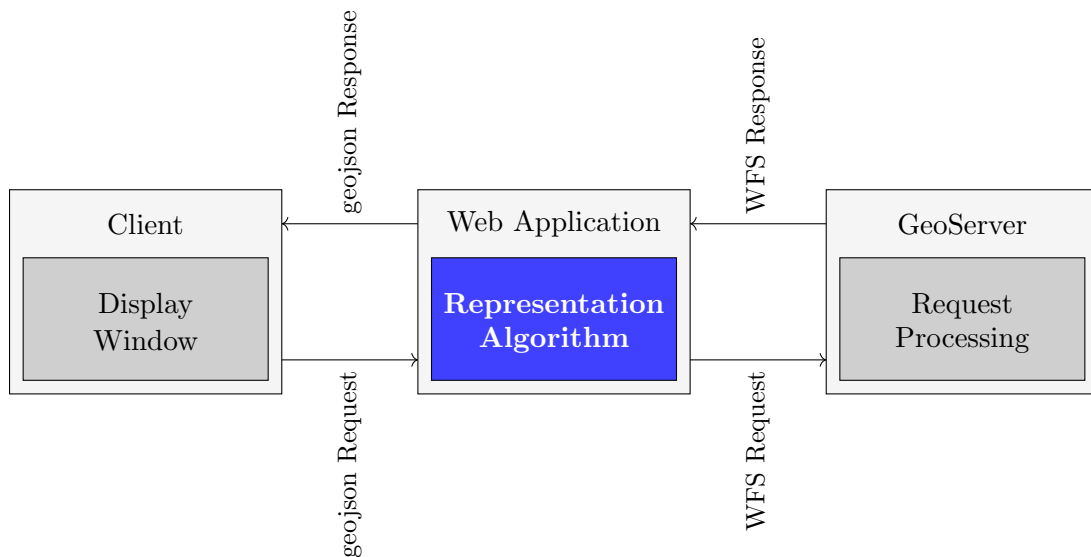 geojson Response
WFS Response
Client
Web Application
GeoServer
Display
Window
Representation
Algorithm
Request
Processing
geojson Request
WFS Request